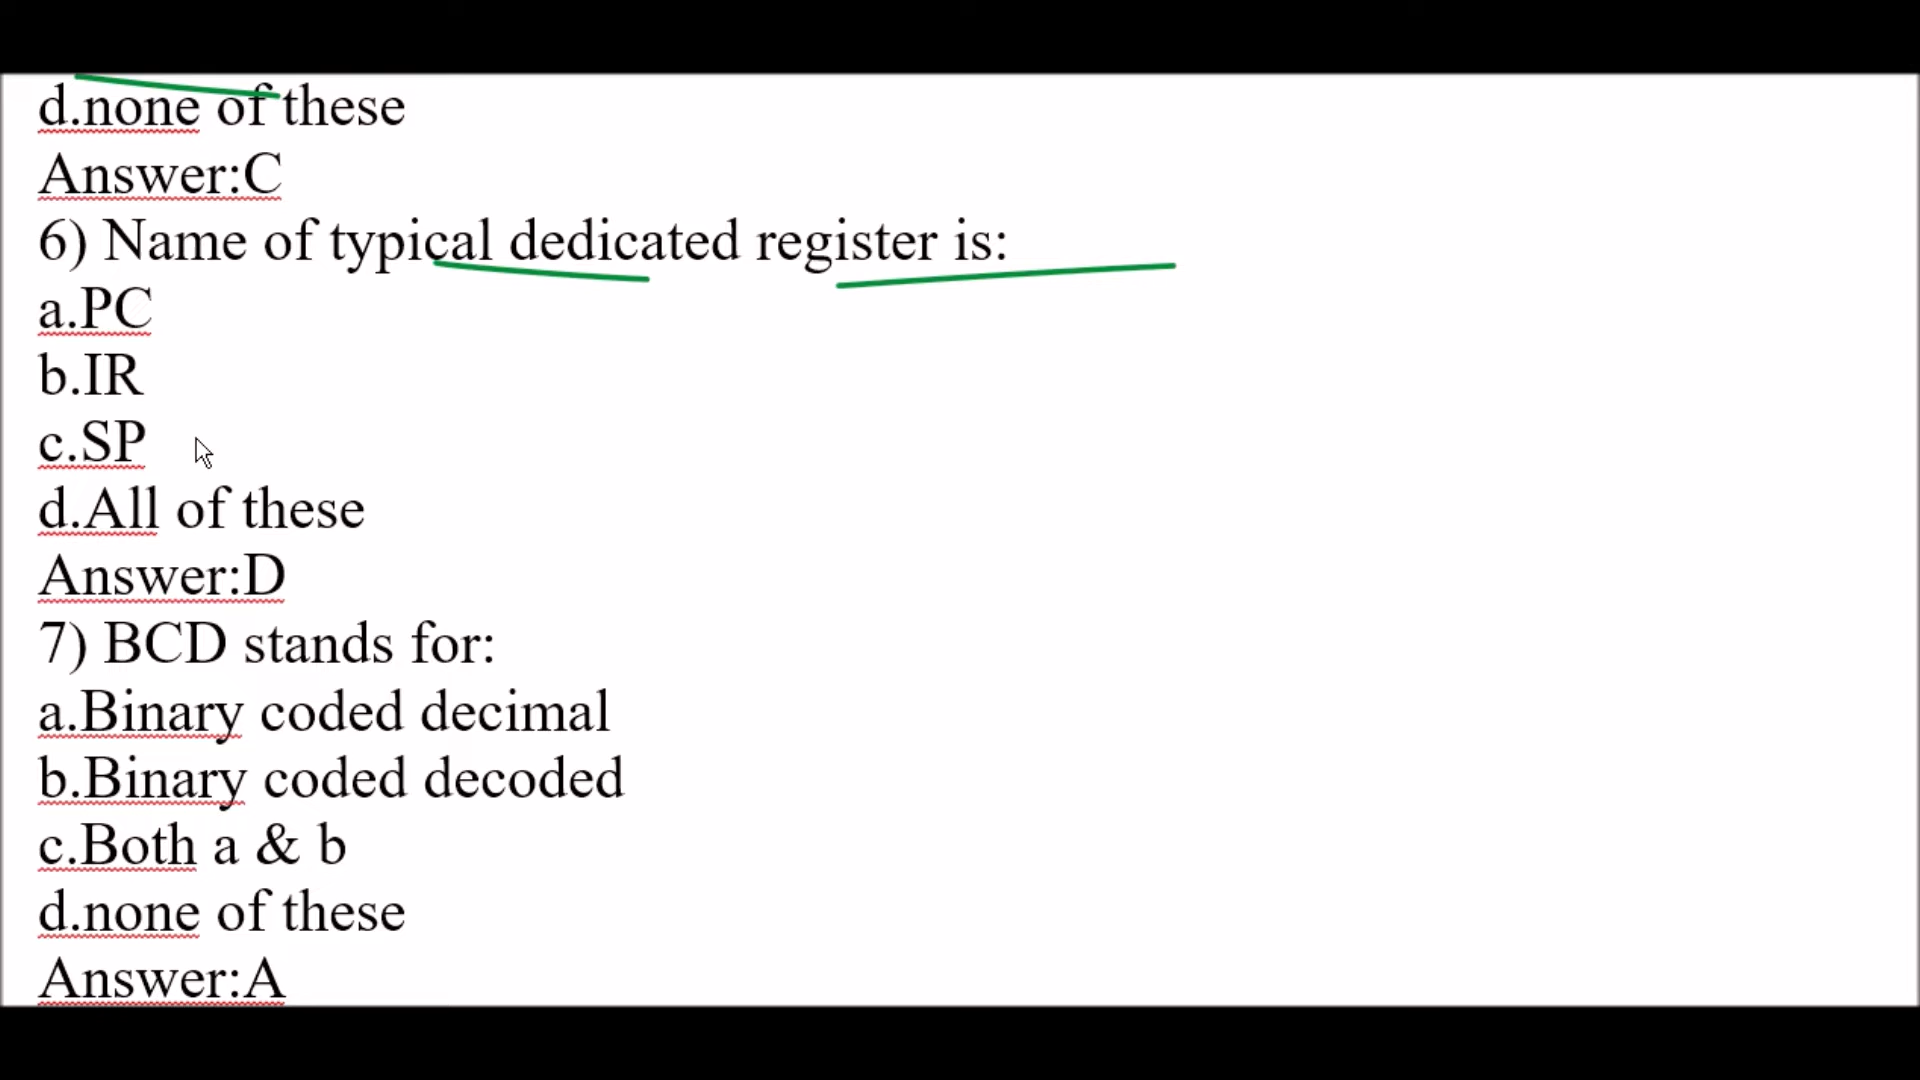 d.none of these
Answer:C
6) Name of typical dedicated register is:
a.PC
b.IR
c.SP
d.All of these
Answer:D
7) BCD stands for:
a.Binary coded decimal
b.Binary coded decoded
c.Both a & b
d.none of these
Answer:A